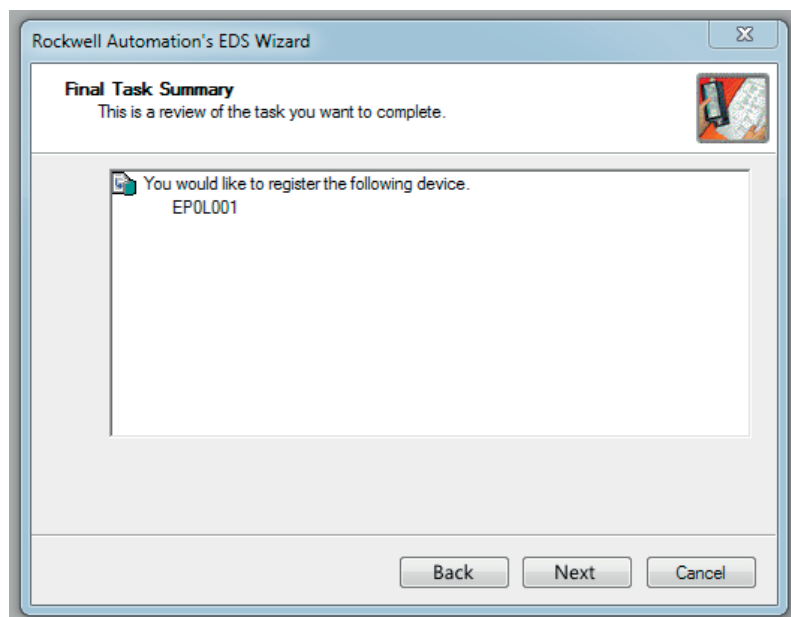 Rockwell Automation's EDS Wizard
Final Task Summary
This is a review of the task you want to complete.
You would like to register the following device.
EP0L001
Back Next Cancel